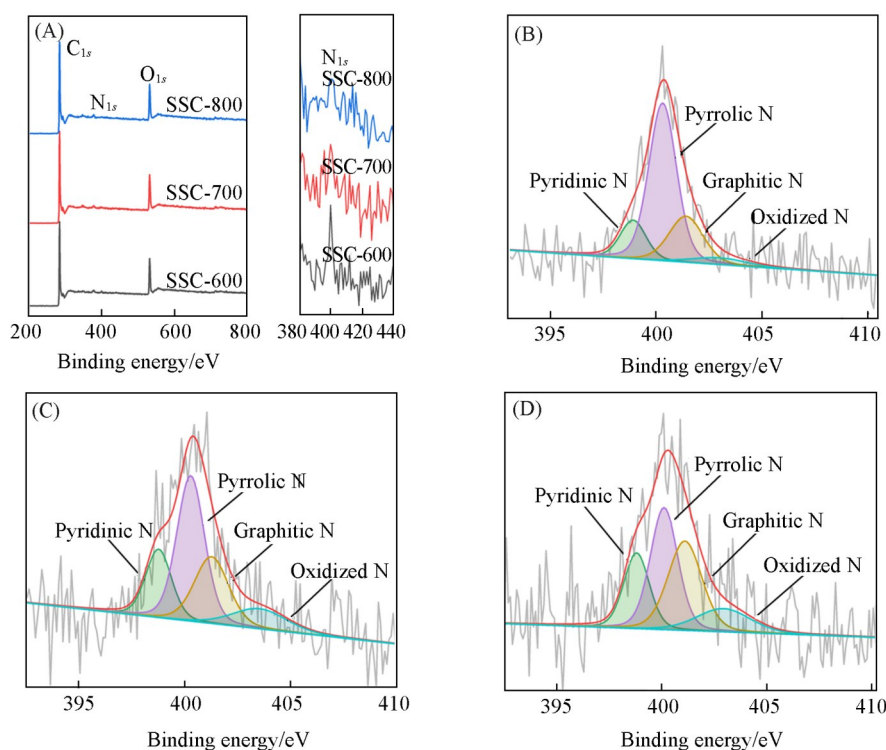 (A)
C1s
N1s
O1s
SSC-800
SSC-700
SSC-600
200 400 600 800
Binding energy/eV
N1s
SSC-800
SSC-700
SSC-600
380 400 420 440
(B)
Pyrrolic N
Pyridinic N
Graphitic N
Oxidized N
395 400 405 410
Binding energy/eV
(C)
Pyrrolic N
Pyridinic N
Graphitic N
Oxidized N
395 400 405 410
Binding energy/eV
(D)
Pyrrolic N
Pyridinic N
Graphitic N
Oxidized N
395 400 405 410
Binding energy/eV